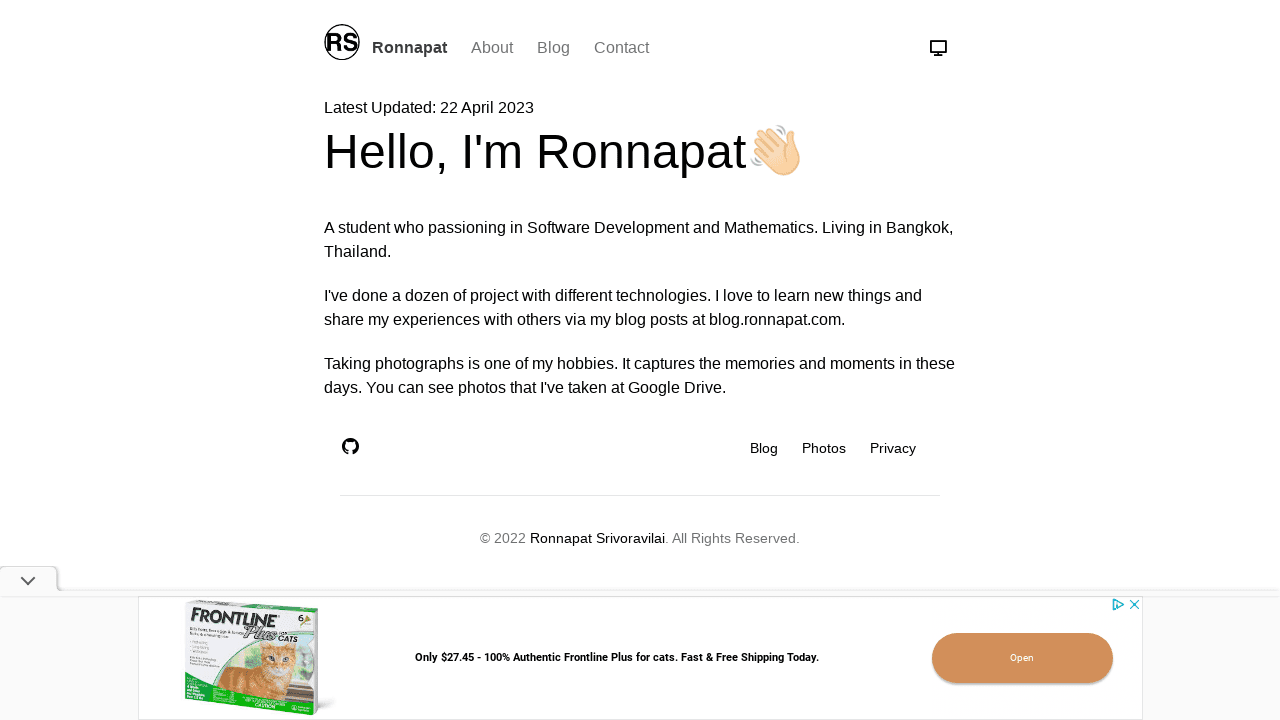 RS
Ronnapat About Blog Contact
Latest Updated: 22 April 2023
Hello, I'm Ronnapat👋🏼
A student who passioning in Software Development and Mathematics. Living in Bangkok,
Thailand.
I've done a dozen of project with different technologies. I love to learn new things and
share my experiences with others via my blog posts at blog.ronnapat.com.
Taking photographs is one of my hobbies. It captures the memories and moments in these
days. You can see photos that I've taken at Google Drive.
Blog Photos Privacy
© 2022 Ronnapat Srivoravilai. All Rights Reserved.
FRONTLINE
Plus
CATS
6
CAUTION
Only $27.45 - 100% Authentic Frontline Plus for cats. Fast & Free Shipping Today.
Open